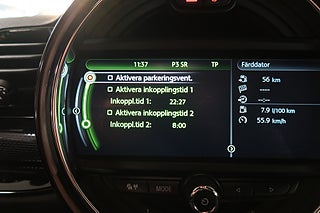 11:37 P3 SR TP Färddator
Aktivera parkeringsvent.
Aktivera inkopplingstid 1
Inkoppl.tid 1: 22:27
Aktivera inkopplingstid 2
Inkoppl.tid 2: 8:00
56 km
--:--
7.9 l/100 km
55.9 km/h
MODE